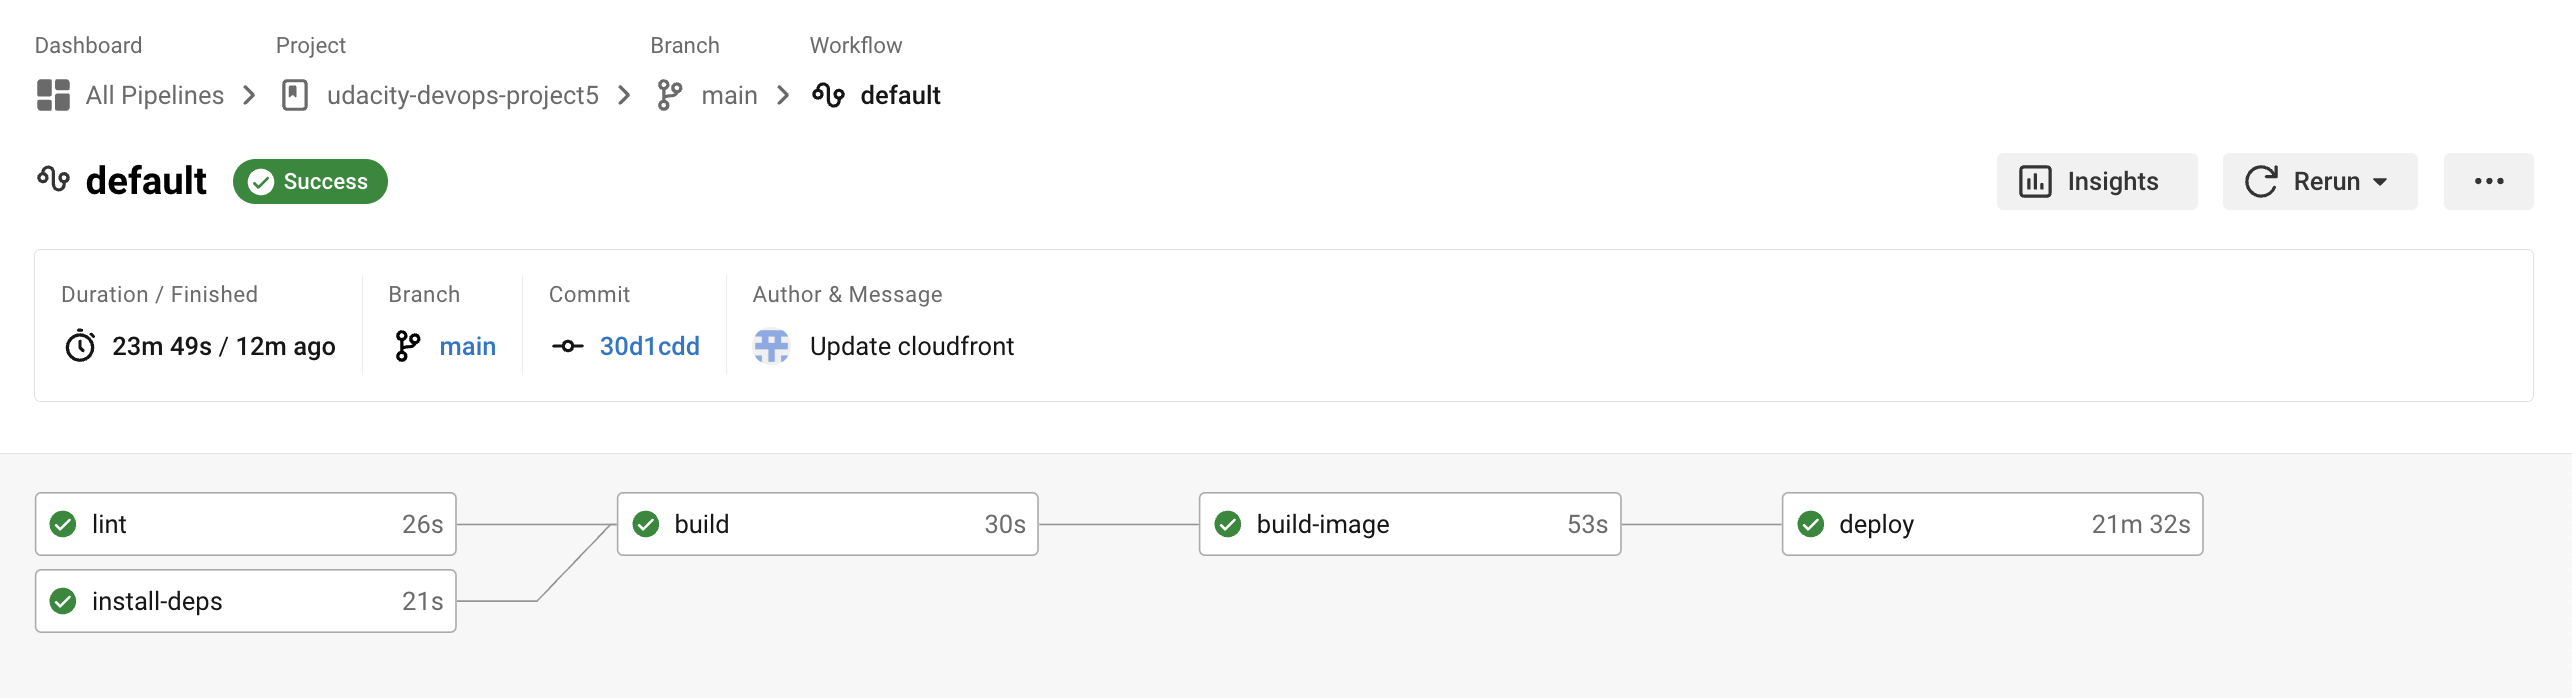 Dashboard Project Branch Workflow
All Pipelines udacity-devops-project5 main default
default Success Insights Rerun
Duration / Finished Branch Commit Author & Message
23m 49s / 12m ago main 30d1cdd Update cloudfront
lint 26s build 30s build-image 53s deploy 21m 32s
install-deps 21s